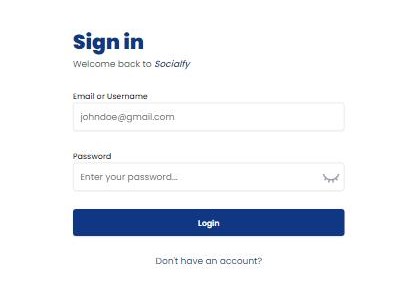 Sign in
Welcome back to Socialfy
Email or Username
johndoe@gmail.com
Password
Enter your password...
Login
Don't have an account?